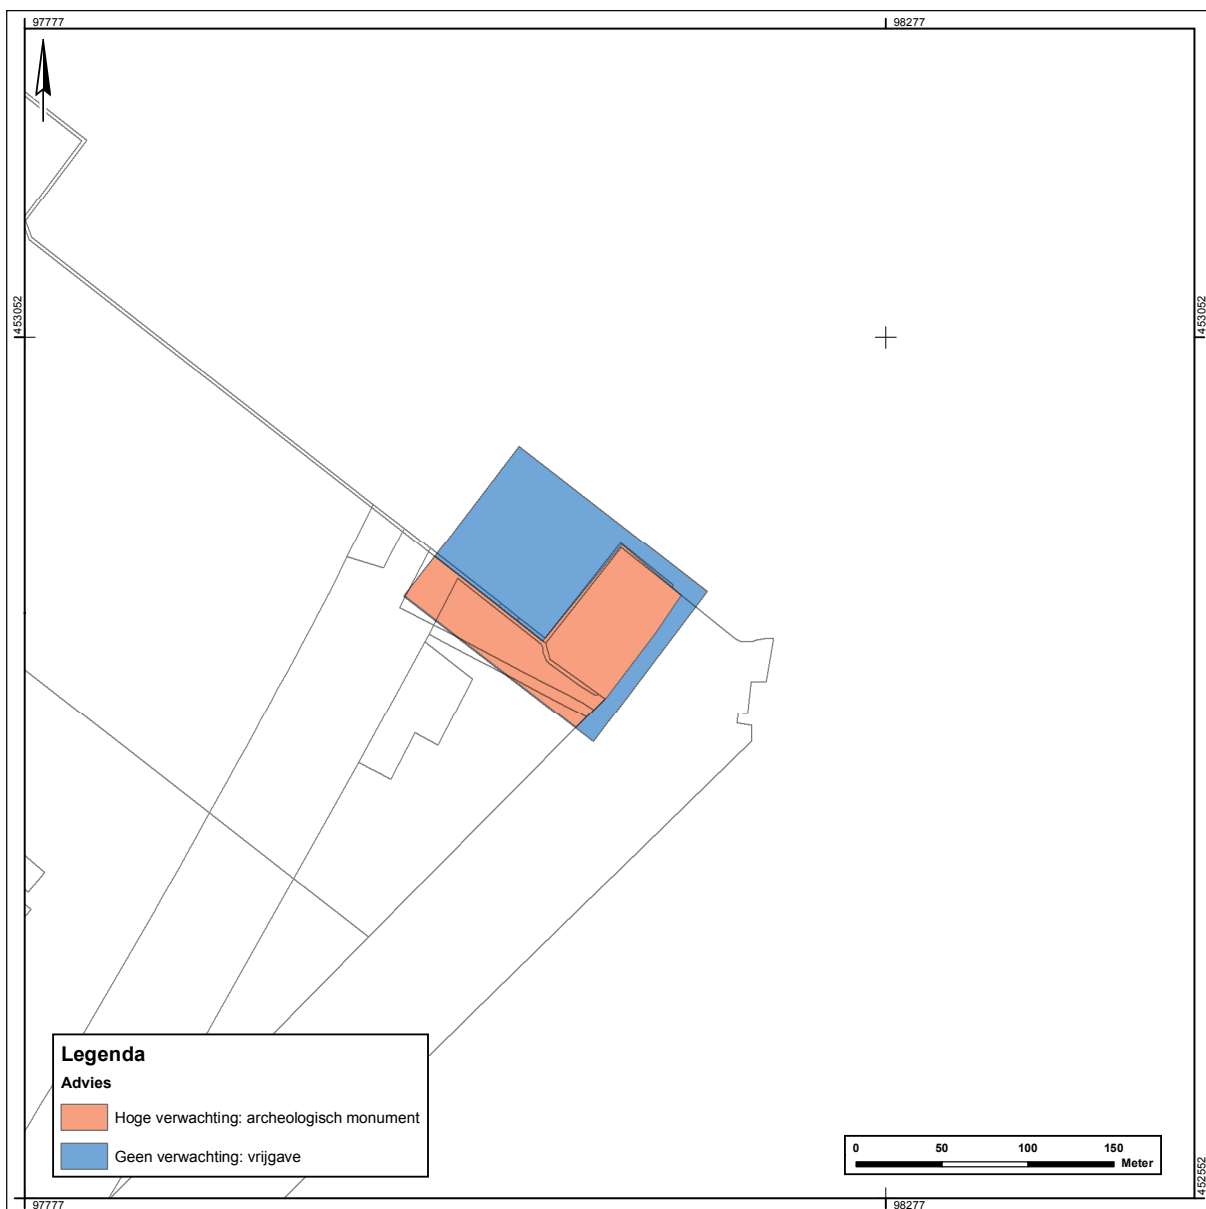 97777
98277
453052
453052
Legenda
Advies
Hoge verwachting: archeologisch monument
Geen verwachting: vrijgave
0 50 100 150
Meter
452552
97777
98277